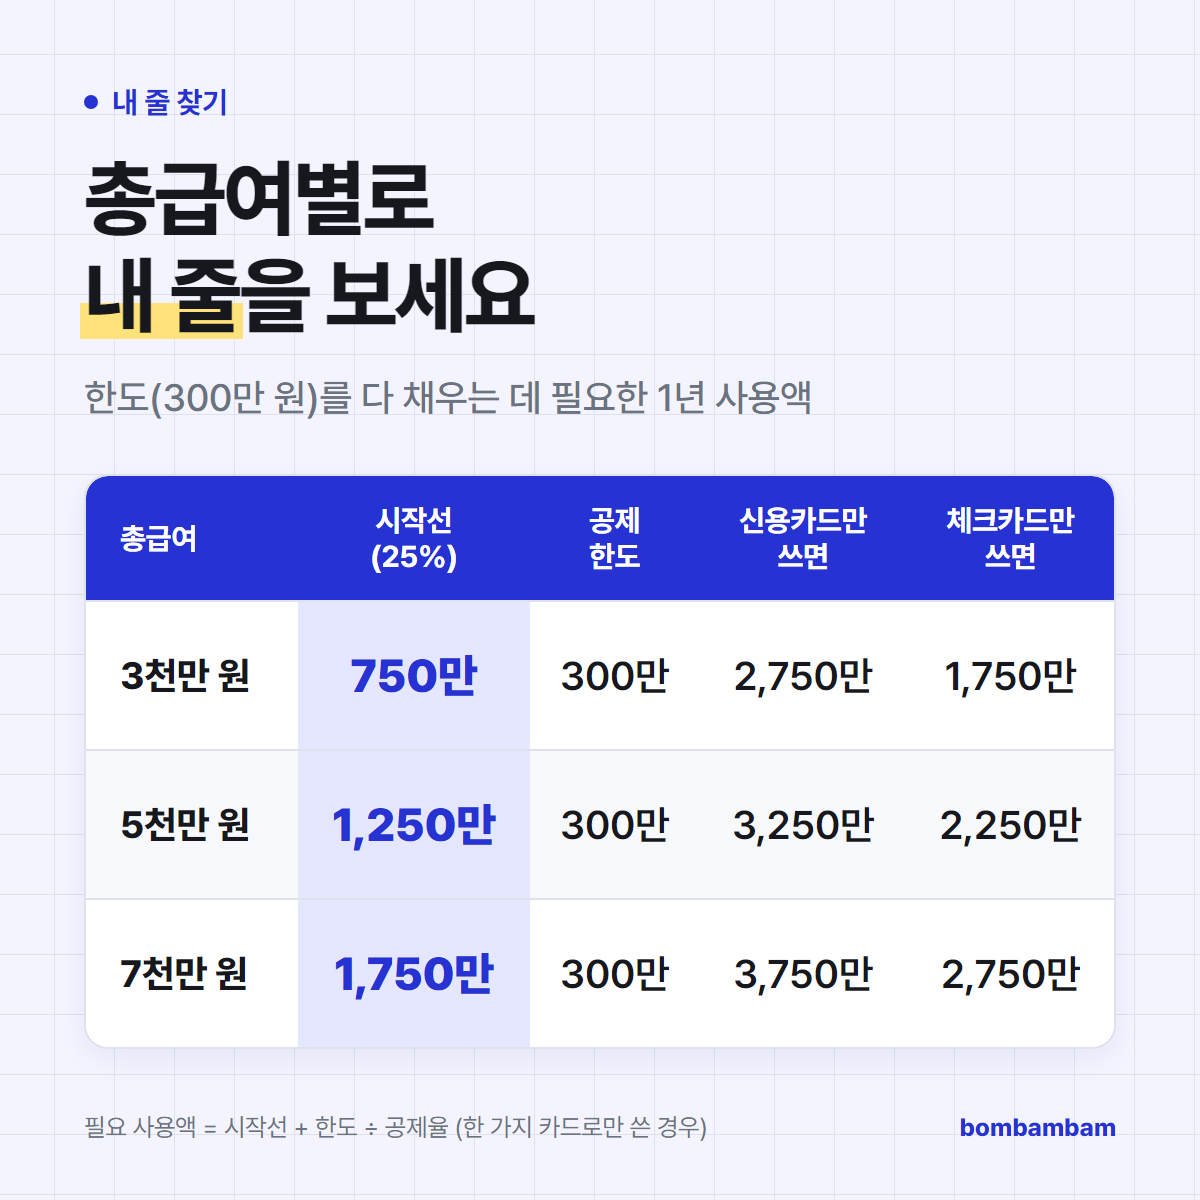 내 줄 찾기
총급여별로
내 줄을 보세요
한도(300만 원)를 다 채우는 데 필요한 1년 사용액
총급여 시작선 (25%) 공제 한도 신용카드만 쓰면 체크카드만 쓰면
3천만 원 750만 300만 2,750만 1,750만
5천만 원 1,250만 300만 3,250만 2,250만
7천만 원 1,750만 300만 3,750만 2,750만
필요 사용액 = 시작선 + 한도 ÷ 공제율 (한 가지 카드로만 쓴 경우)
bombambam